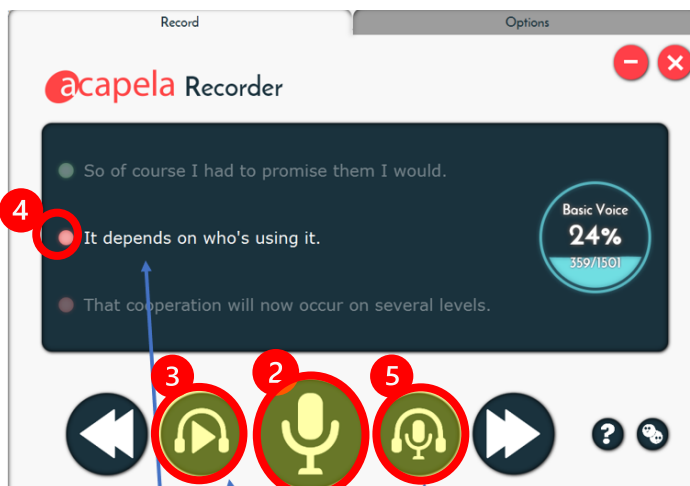 Record
Options
acapela Recorder
So of course I had to promise them I would.
4
It depends on who's using it.
Basic Voice
24%
359/1501
That cooperation will now occur on several levels.
3
2
5
?